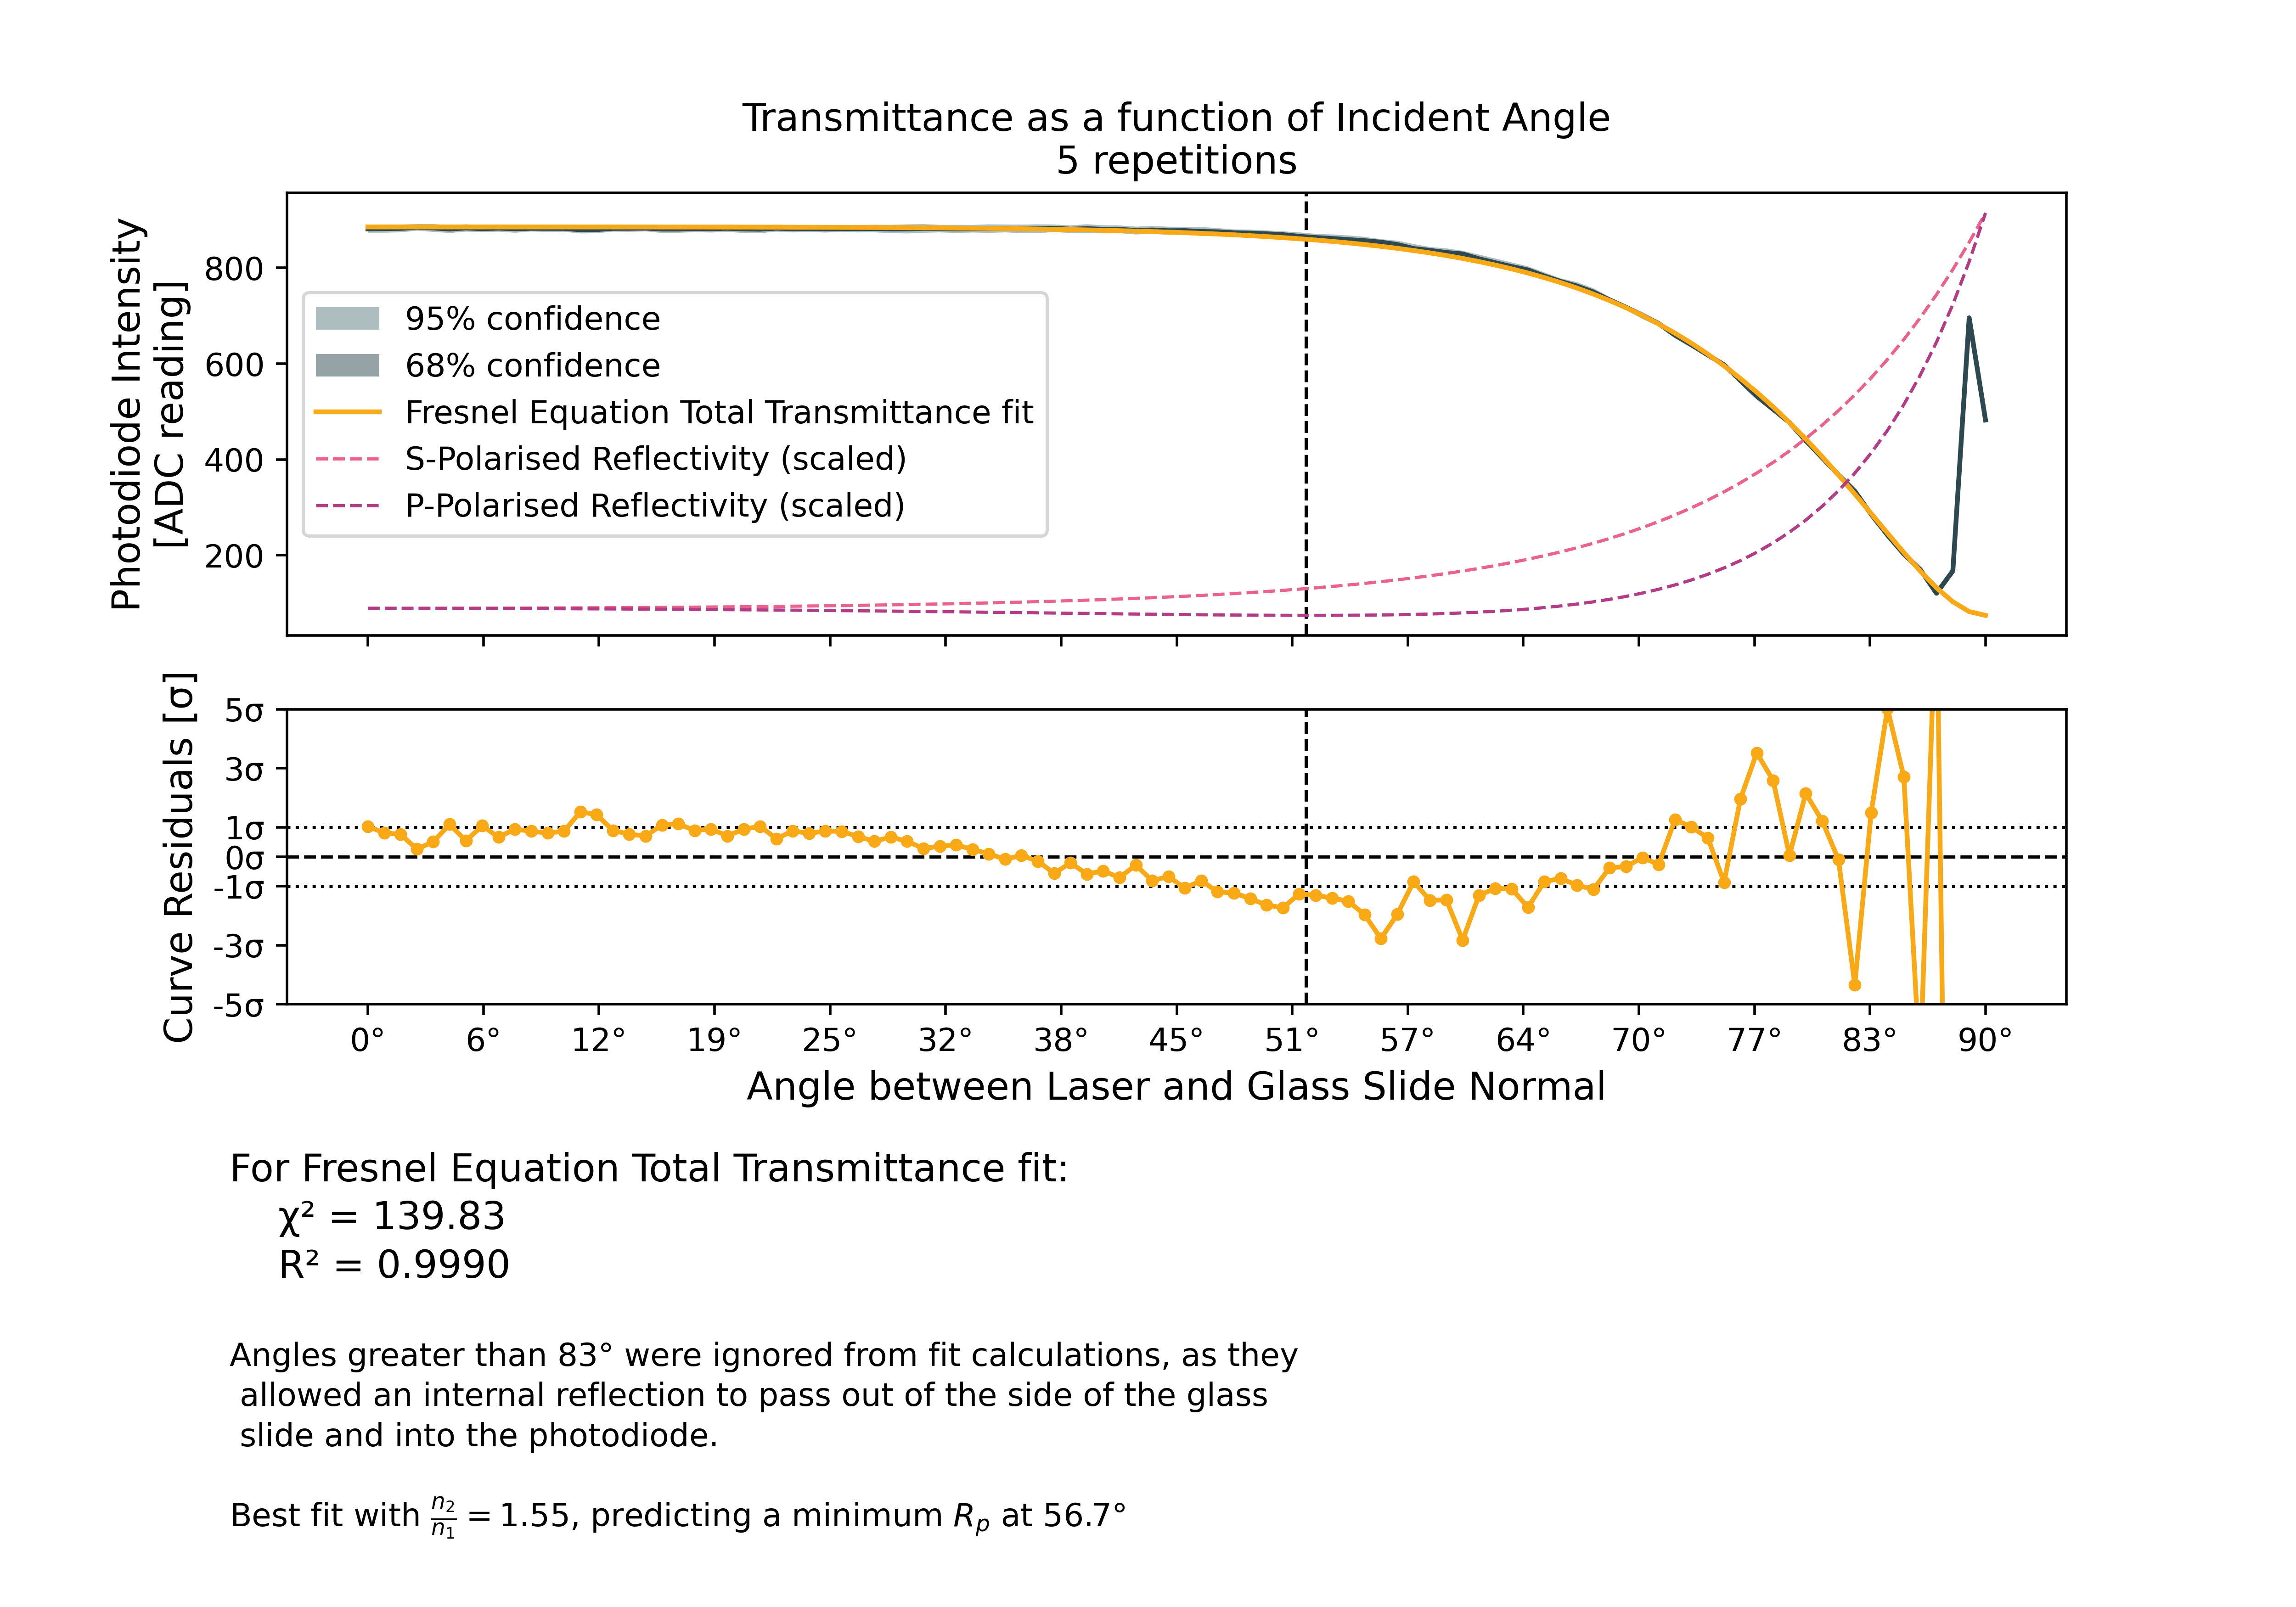 Transmittance as a function of Incident Angle
5 repetitions
Photodiode Intensity
[ADC reading]
800
600
400
200
95% confidence
68% confidence
Fresnel Equation Total Transmittance fit
S-Polarised Reflectivity (scaled)
P-Polarised Reflectivity (scaled)
Curve Residuals [σ]
5σ
3σ
1σ
0σ
-1σ
-3σ
-5σ
0° 6° 12° 19° 25° 32° 38° 45° 51° 57° 64° 70° 77° 83° 90°
Angle between Laser and Glass Slide Normal
For Fresnel Equation Total Transmittance fit:
χ² = 139.83
R² = 0.9990
Angles greater than 83° were ignored from fit calculations, as they
allowed an internal reflection to pass out of the side of the glass
slide and into the photodiode.
Best fit with n₂/n₁ = 1.55, predicting a minimum Rₚ at 56.7°